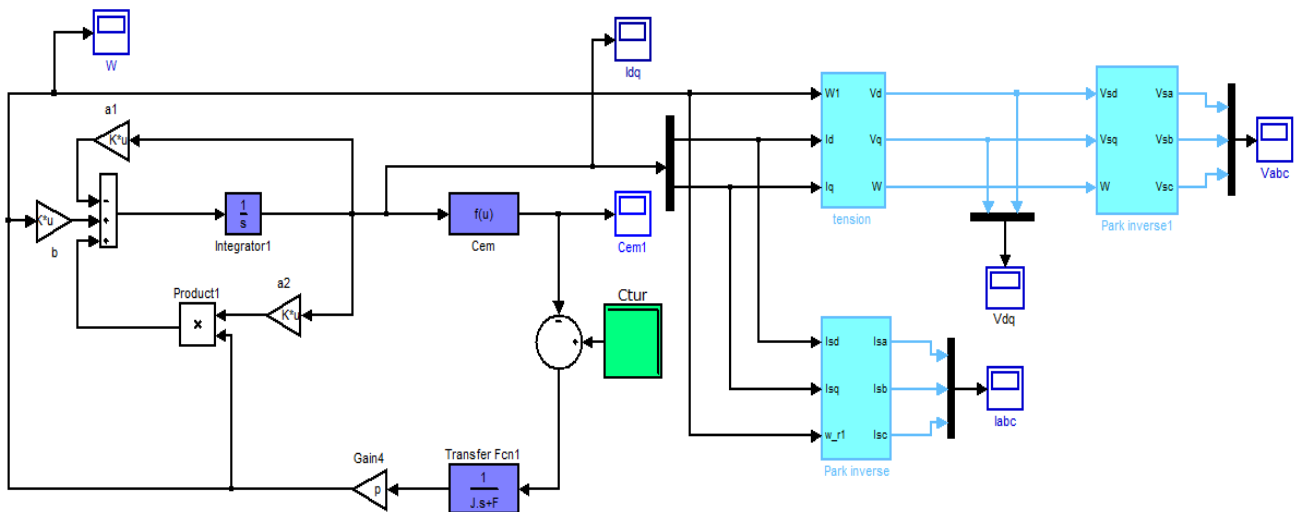 W
Idq
a1
K*u
W1
Vd
Id
Vq
Iq
W
tension
Vsd
Vsa
Vsq
Vsb
W
Vsc
Park inverse1
Vabc
K*u
b
1
s
Integrator1
f(u)
Cem
Cem1
Product1
×
a2
K*u
Ctur
Vdq
Isd
Isa
Isq
Isb
w_r1
Isc
Park inverse
Iabc
Gain4
p
Transfer Fcn1
1
J.s+F